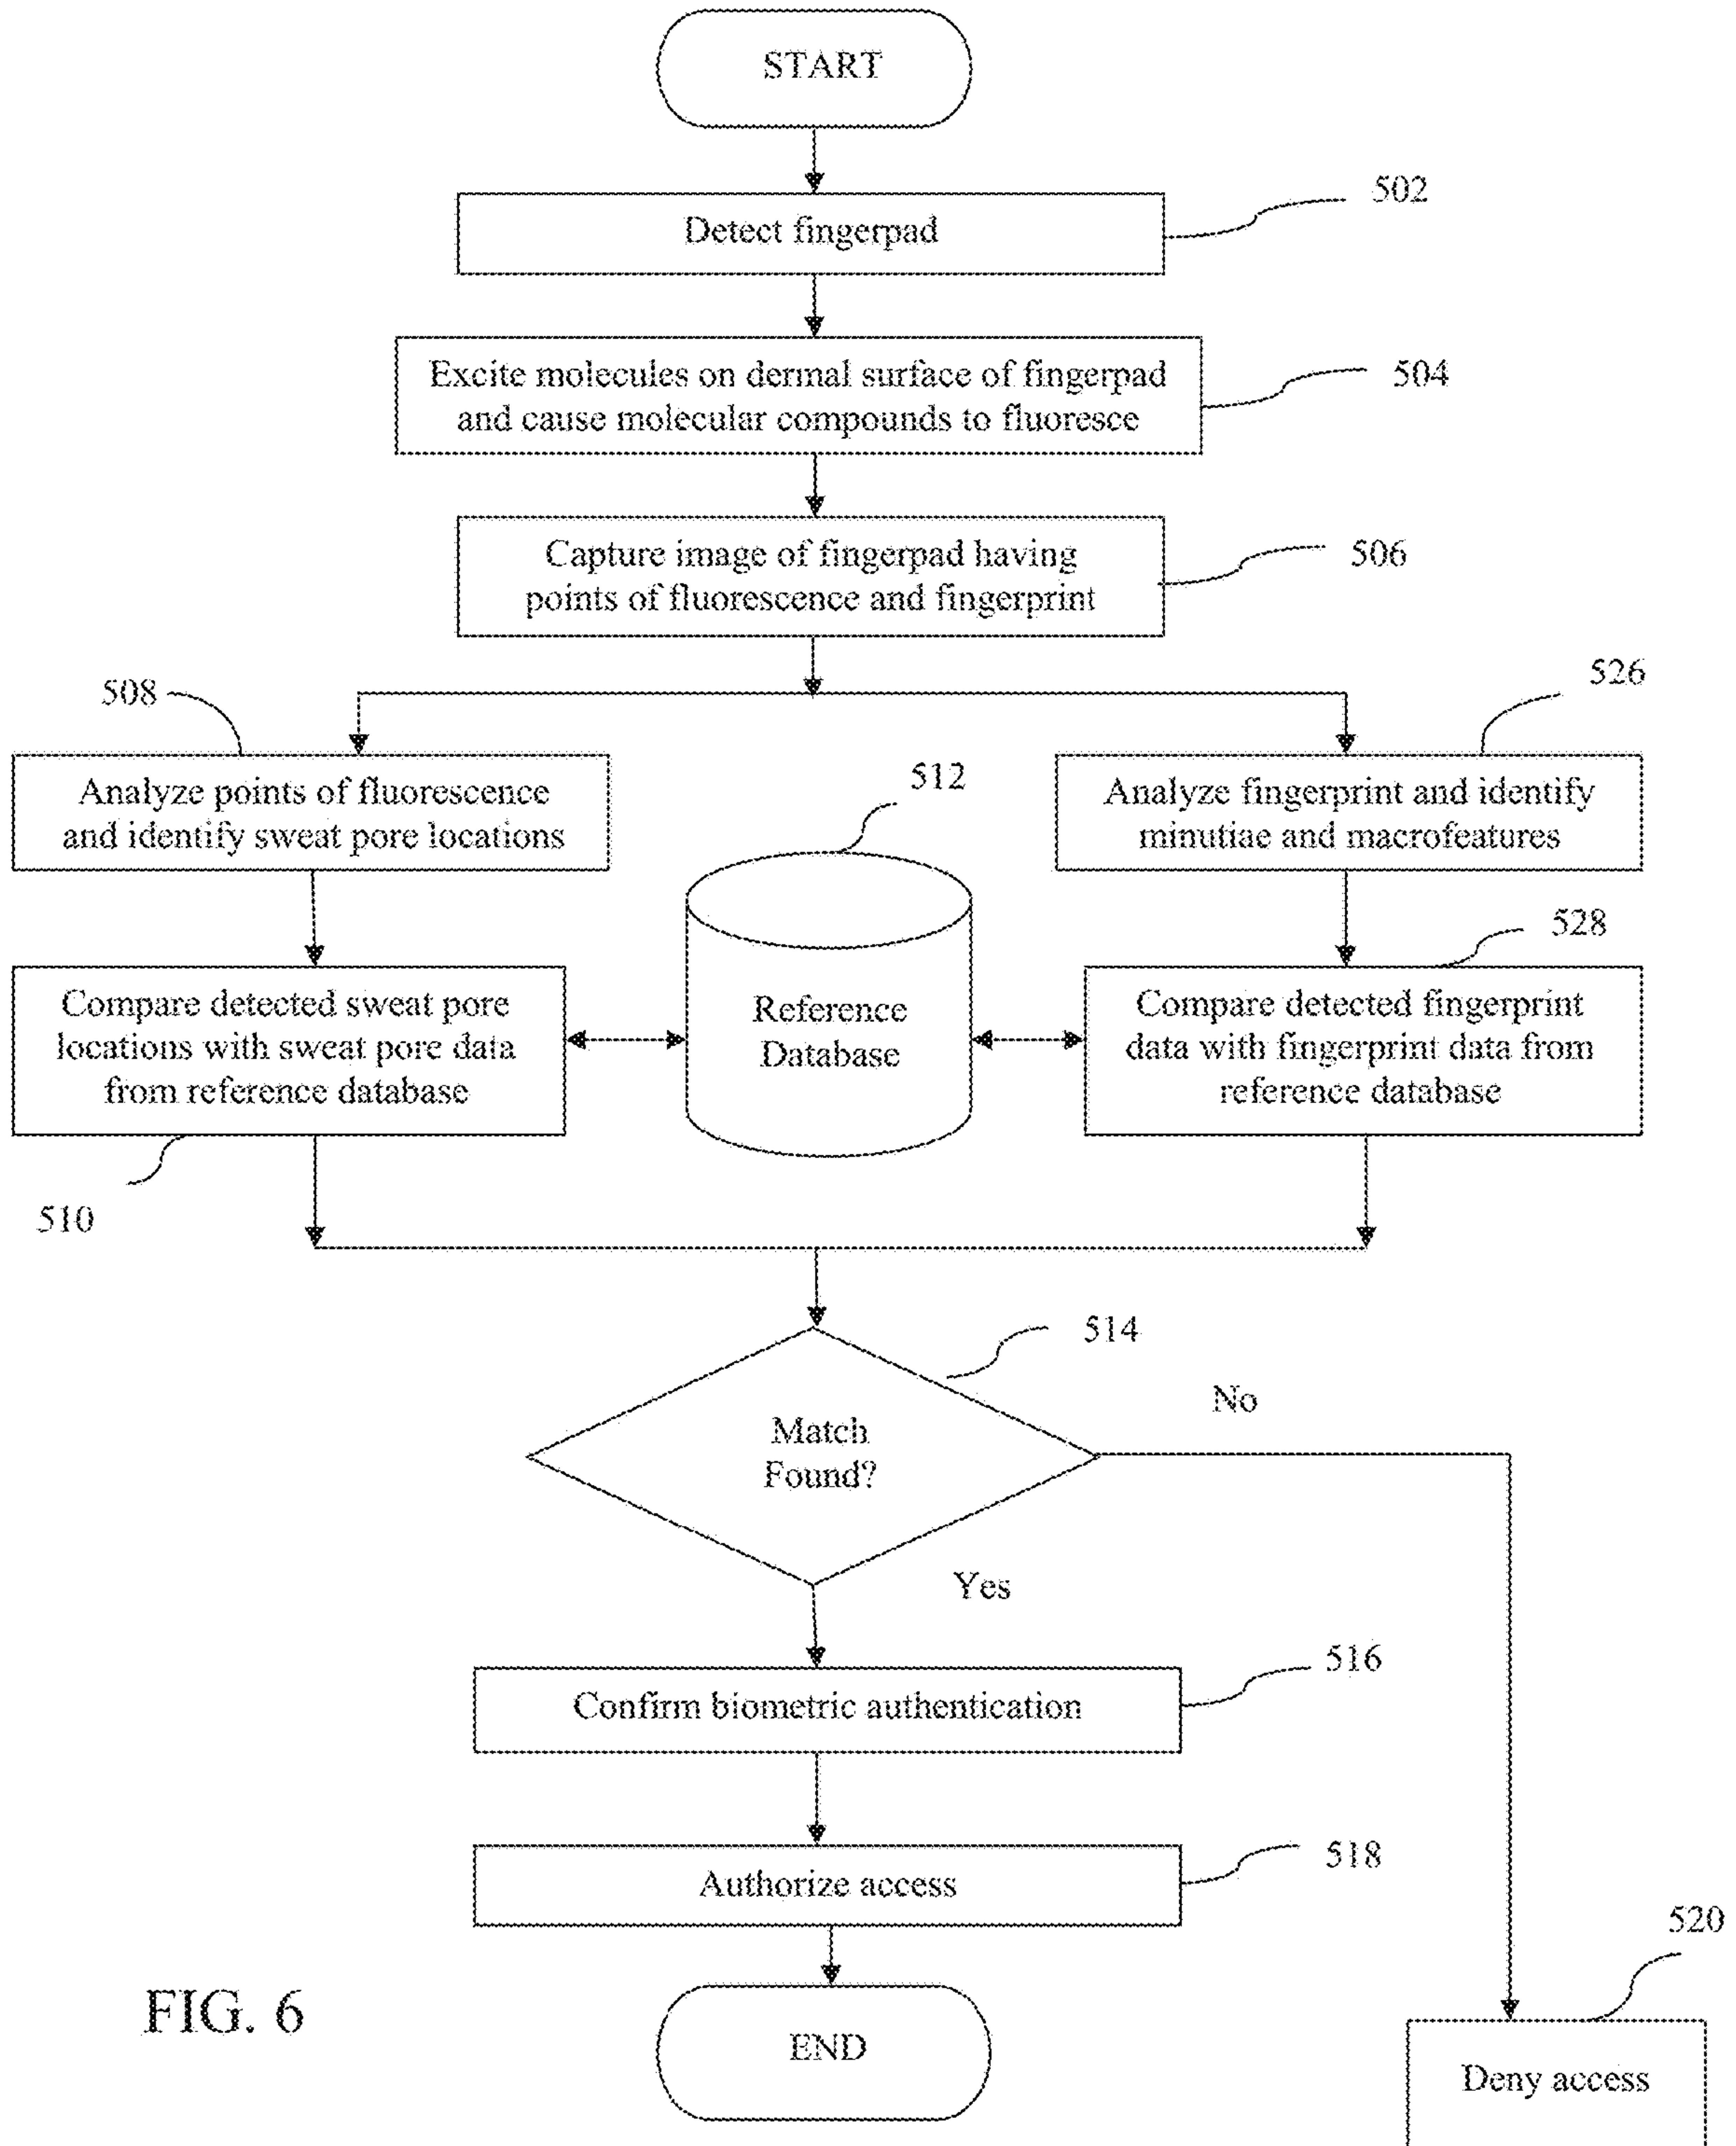 START
502
Detect fingerpad
Excite molecules on dermal surface of fingerpad
and cause molecular compounds to fluoresce
504
Capture image of fingerpad having
points of fluorescence and fingerprint
506
508
526
Analyze points of fluorescence
and identify sweat pore locations
512
Analyze fingerprint and identify
minutiae and macrofeatures
528
Compare detected sweat pore
locations with sweat pore data
from reference database
Reference
Database
Compare detected fingerprint
data with fingerprint data from
reference database
510
514
No
Match
Found?
Yes
516
Confirm biometric authentication
518
Authorize access
520
FIG. 6
END
Deny access